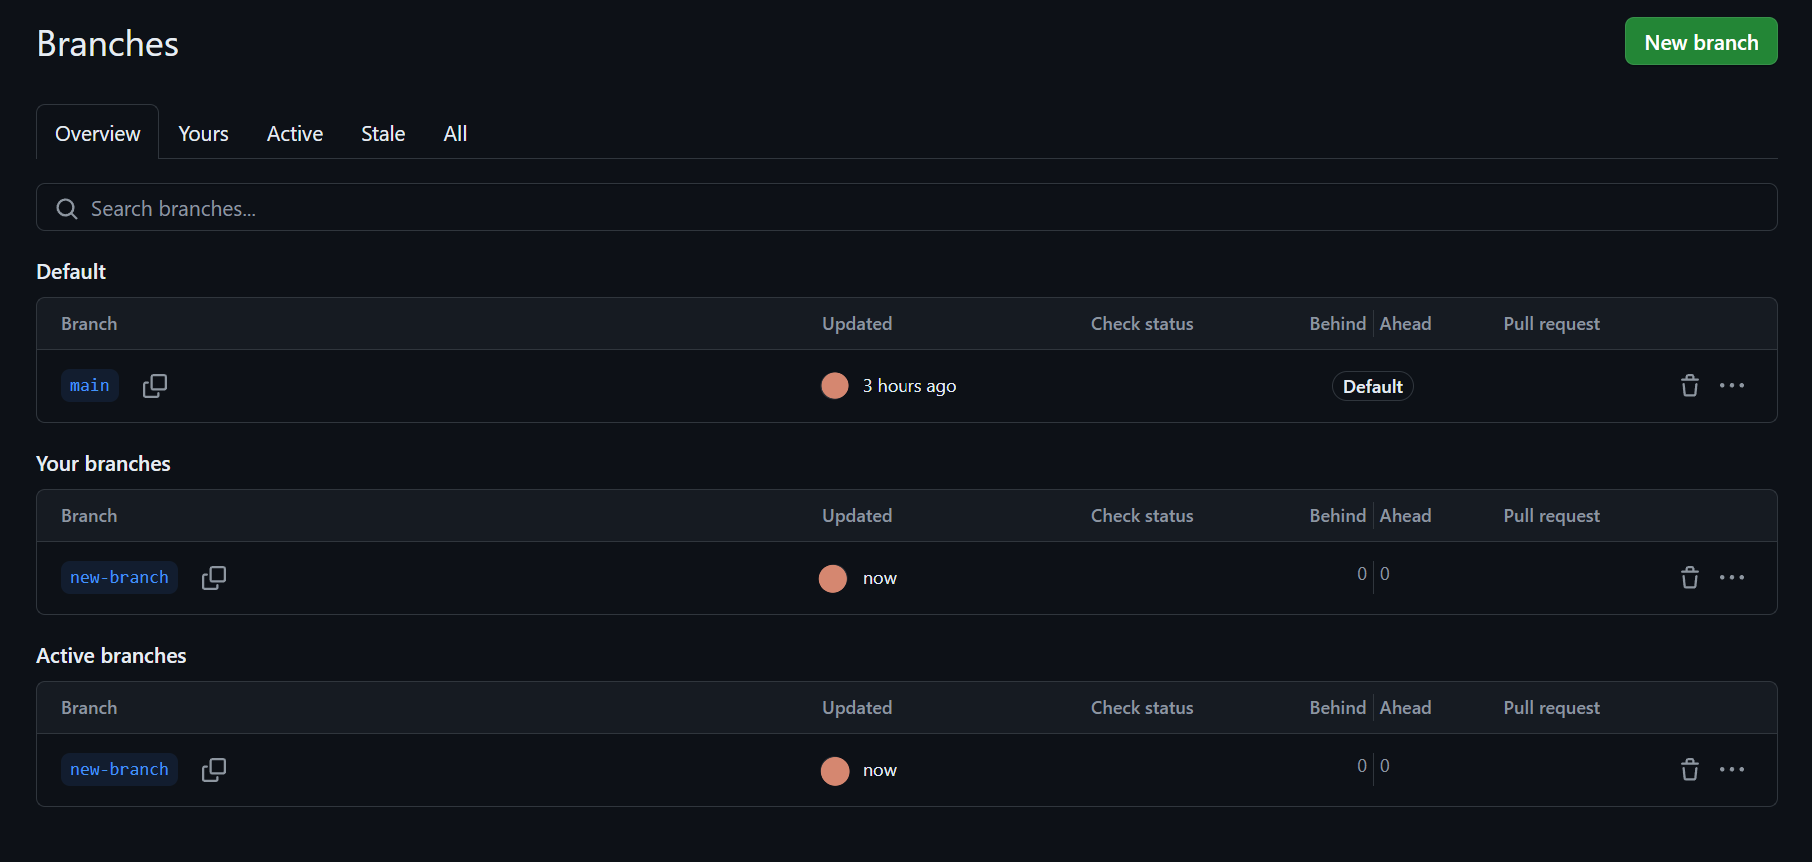 Branches
New branch
Overview Yours Active Stale All
Search branches...
Default
Branch Updated Check status Behind Ahead Pull request
main 3 hours ago Default
Your branches
Branch Updated Check status Behind Ahead Pull request
new-branch now 0 0
Active branches
Branch Updated Check status Behind Ahead Pull request
new-branch now 0 0